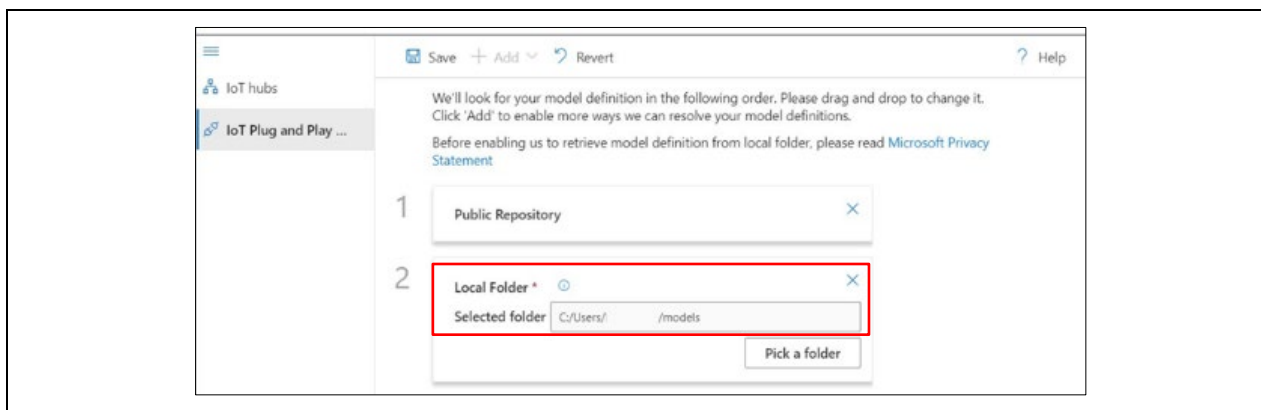 Save + Add Revert ? Help
IoT hubs
IoT Plug and Play ...
We'll look for your model definition in the following order. Please drag and drop to change it.
Click 'Add' to enable more ways we can resolve your model definitions.
Before enabling us to retrieve model definition from local folder, please read Microsoft Privacy
Statement
1
Public Repository
2
Local Folder *
Selected folder C:/Users/ /models
Pick a folder